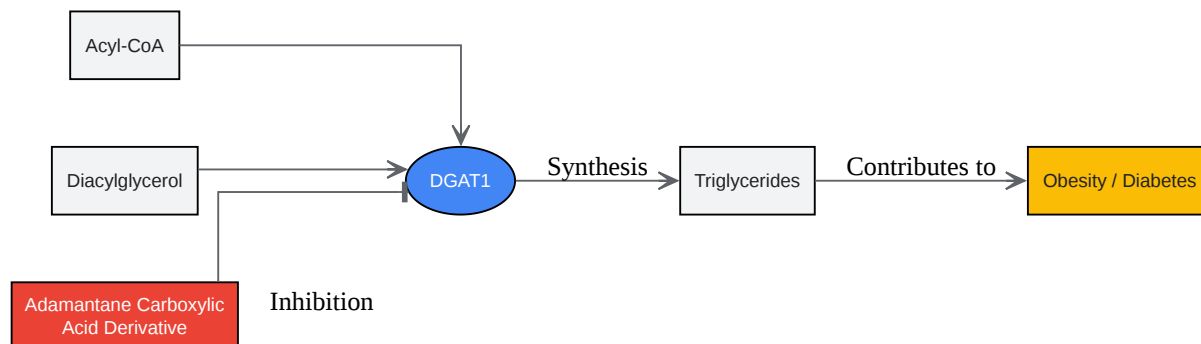 Acyl-CoA
Diacylglycerol
DGAT1
Synthesis
Triglycerides
Contributes to
Obesity / Diabetes
Adamantane Carboxylic
Acid Derivative
Inhibition